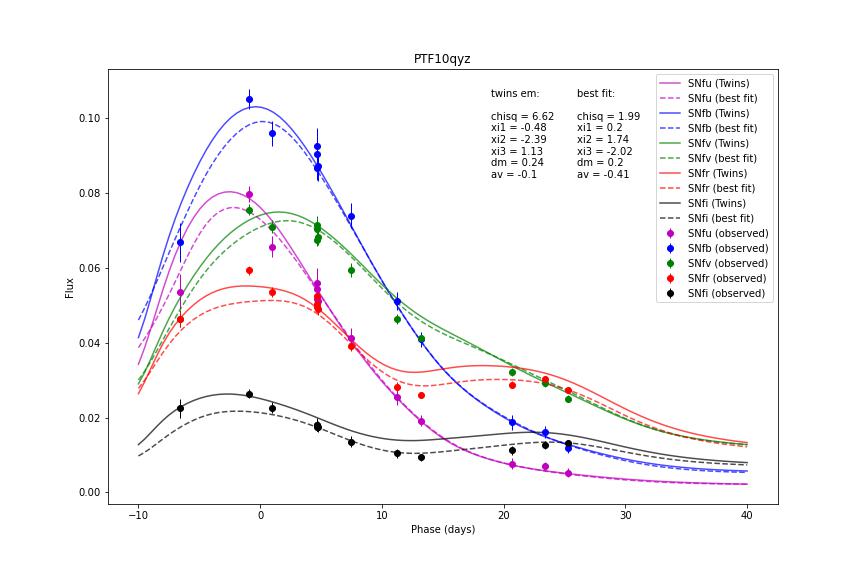 PTF10qyz
twins em: best fit:
chisq = 6.62 chisq = 1.99
xi1 = -0.48 xi1 = 0.2
xi2 = -2.39 xi2 = 1.74
xi3 = 1.13 xi3 = -2.02
dm = 0.24 dm = 0.2
av = -0.1 av = -0.41
SNfu (Twins)
SNfu (best fit)
SNfb (Twins)
SNfb (best fit)
SNfv (Twins)
SNfv (best fit)
SNfr (Twins)
SNfr (best fit)
SNfi (Twins)
SNfi (best fit)
SNfu (observed)
SNfb (observed)
SNfv (observed)
SNfr (observed)
SNfi (observed)
Flux
0.10
0.08
0.06
0.04
0.02
0.00
−10 0 10 20 30 40
Phase (days)